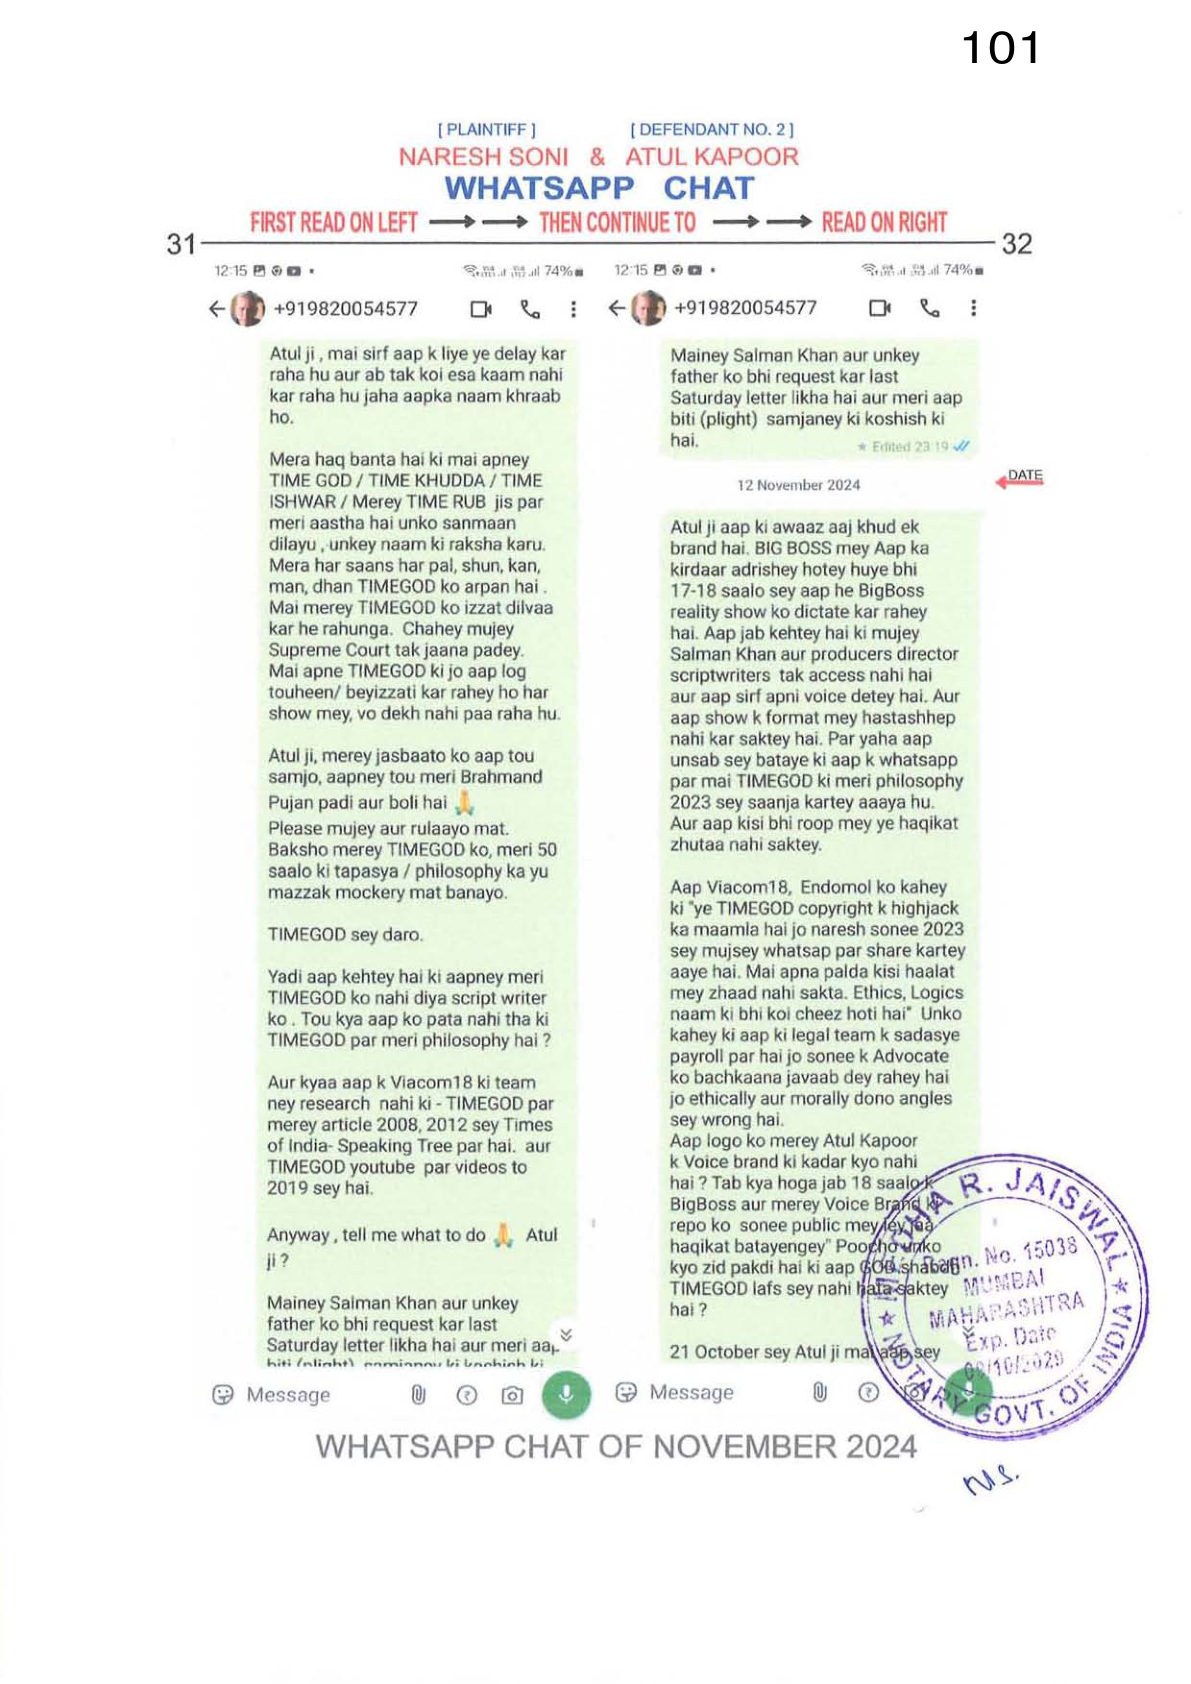 101
[ PLAINTIFF ] [ DEFENDANT NO. 2 ]
NARESH SONI & ATUL KAPOOR
WHATSAPP CHAT
FIRST READ ON LEFT THEN CONTINUE TO READ ON RIGHT
31 32
12:15 74%
+919820054577
Atul ji , mai sirf aap k liye ye delay kar
raha hu aur ab tak koi esa kaam nahi
kar raha hu jaha aapka naam khraab
ho.
Mera haq banta hai ki mai apney
TIME GOD / TIME KHUDDA / TIME
ISHWAR / Merey TIME RUB jis par
meri aastha hai unko sanmaan
dilayu , unkey naam ki raksha karu.
Mera har saans har pal, shun, kan,
man, dhan TIMEGOD ko arpan hai .
Mai merey TIMEGOD ko izzat dilvaa
kar he rahunga. Chahey mujey
Supreme Court tak jaana padey.
Mai apne TIMEGOD ki jo aap log
touheen/ beyizzati kar rahey ho har
show mey, vo dekh nahi paa raha hu.
Atul ji, merey jasbaato ko aap tou
samjo, aapney tou meri Brahmand
Pujan padi aur boli hai 🙏
Please mujey aur rulaayo mat.
Baksho merey TIMEGOD ko, meri 50
saalo ki tapasya / philosophy ka yu
mazzak mockery mat banayo.
TIMEGOD sey daro.
Yadi aap kehtey hai ki aapney meri
TIMEGOD ko nahi diya script writer
ko . Tou kya aap ko pata nahi tha ki
TIMEGOD par meri philosophy hai ?
Aur kyaa aap k Viacom18 ki team
ney research nahi ki - TIMEGOD par
merey article 2008, 2012 sey Times
of India- Speaking Tree par hai. aur
TIMEGOD youtube par videos to
2019 sey hai.
Anyway , tell me what to do 🙏 Atul
ji ?
Mainey Salman Khan aur unkey
father ko bhi request kar last
Saturday letter likha hai aur meri aap
biti (plight) samjaney ki koshish ki
Message
12:15 74%
+919820054577
Mainey Salman Khan aur unkey
father ko bhi request kar last
Saturday letter likha hai aur meri aap
biti (plight) samjaney ki koshish ki
hai.
Edited 23:19
DATE
12 November 2024
Atul ji aap ki awaaz aaj khud ek
brand hai. BIG BOSS mey Aap ka
kirdaar adrishey hotey huye bhi
17-18 saalo sey aap he BigBoss
reality show ko dictate kar rahey
hai. Aap jab kehtey hai ki mujey
Salman Khan aur producers director
scriptwriters tak access nahi hai
aur aap sirf apni voice detey hai. Aur
aap show k format mey hastashhep
nahi kar saktey hai. Par yaha aap
unsab sey bataye ki aap k whatsapp
par mai TIMEGOD ki meri philosophy
2023 sey saanja kartey aaaya hu.
Aur aap kisi bhi roop mey ye haqikat
zhutaa nahi saktey.
Aap Viacom18, Endomol ko kahey
ki "ye TIMEGOD copyright k highjack
ka maamla hai jo naresh sonee 2023
sey mujsey whatsap par share kartey
aaye hai. Mai apna palda kisi haalat
mey zhaad nahi sakta. Ethics, Logics
naam ki bhi koi cheez hoti hai" Unko
kahey ki aap ki legal team k sadasye
payroll par hai jo sonee k Advocate
ko bachkaana javaab dey rahey hai
jo ethically aur morally dono angles
sey wrong hai.
Aap logo ko merey Atul Kapoor
k Voice brand ki kadar kyo nahi
hai ? Tab kya hoga jab 18 saalo k
BigBoss aur merey Voice Brand ki
repo ko sonee public mey ley jaa
haqikat batayengey" Poocho unko
kyo zid pakdi hai ki aap GOD shabdh
TIMEGOD lafs sey nahi hata saktey
hai ?
21 October sey Atul ji mai aap sey
Message
R. JAISWAL
Regn. No. 15038
MUMBAI
MAHARASHTRA
Exp. Date
/10/2029
NOTARY GOVT. OF INDIA
WHATSAPP CHAT OF NOVEMBER 2024